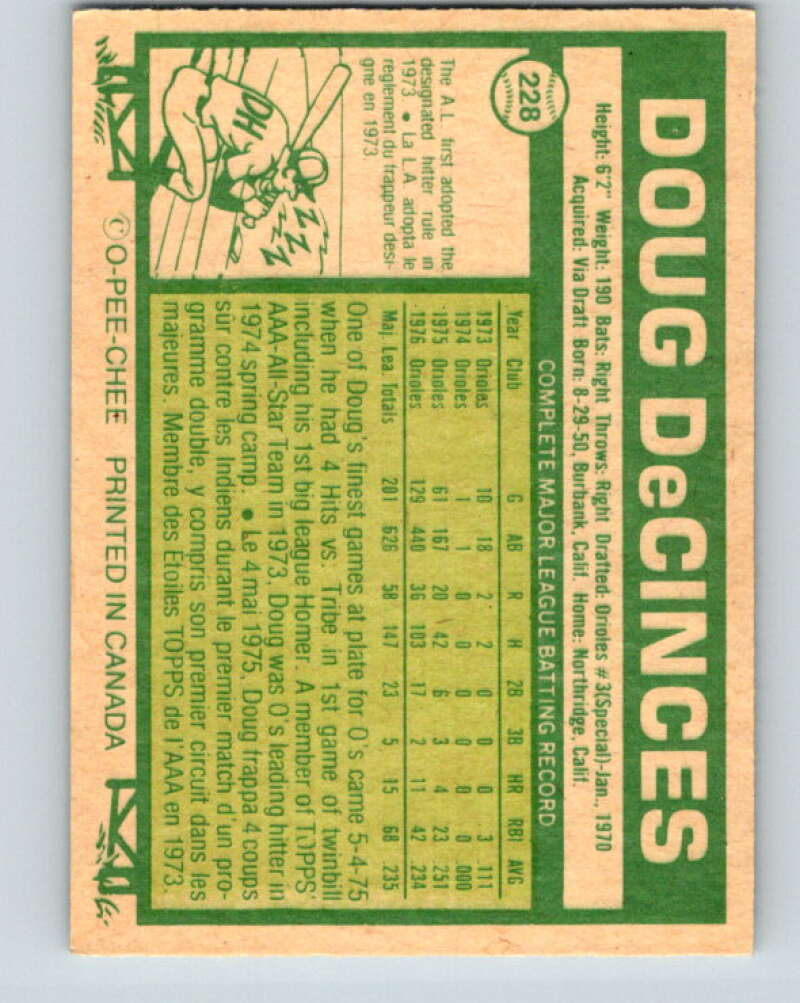 DOUG DeCINCES
Height: 6'2" Weight: 190 Bats: Right Throws: Right Drafted: Orioles #3(Special)-Jan., 1970
Acquired: Via Draft Born: 8-29-50, Burbank, Calif. Home: Northridge, Calif.
228
COMPLETE MAJOR LEAGUE BATTING RECORD
Year Club G AB R H 2B 3B HR RBI AVG
1973 Orioles 10 18 2 2 0 0 0 3 .111
1974 Orioles 1 1 0 0 0 0 0 0 .000
1975 Orioles 61 167 20 42 6 3 4 23 .251
1976 Orioles 129 440 36 103 17 2 11 42 .234
Maj. Lea. Totals 201 626 58 147 23 5 15 68 .235
The A.L. first adopted the
designated hitter rule in
1973 • La L.A. adopta le
reglement du frappeur desi-
gne en 1973
DH
ZZZZ
One of Doug's finest games at plate for O's came 5-4-75
when he had 4 Hits vs. Tribe in 1st game of twinbill
including his 1st big league Homer. A member of TOPPS'
AAA-All-Star Team in 1973, Doug was O's leading hitter in
1974 spring camp. • Le 4 mai 1975, Doug frappa 4 coups
sûr contre les Indiens durant le premier match d'un pro-
gramme double, y compris son premier circuit dans les
majeures. Membre des Étoiles TOPPS de l'AAA en 1973.
© O-PEE-CHEE PRINTED IN CANADA